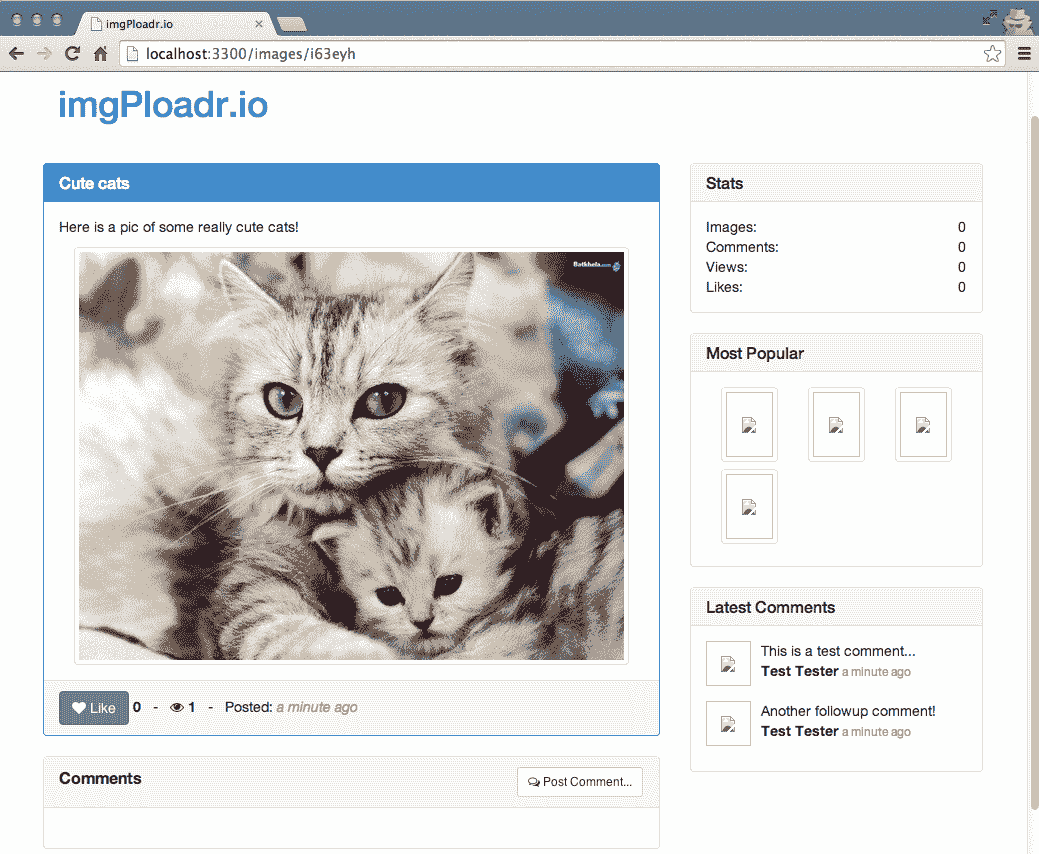 imgPloadr.io
localhost:3300/images/i63eyh
imgPloadr.io
Cute cats
Here is a pic of some really cute cats!
Batkhela.com
Like 0 - 1 - Posted: a minute ago
Comments
Post Comment...
Stats
Images: 0
Comments: 0
Views: 0
Likes: 0
Most Popular
Latest Comments
This is a test comment...
Test Tester a minute ago
Another followup comment!
Test Tester a minute ago